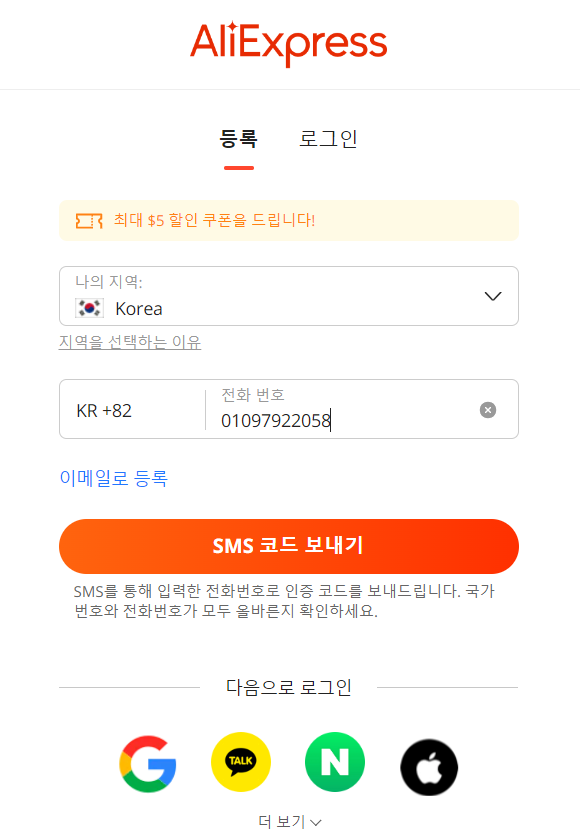 AliExpress
등록 로그인
최대 $5 할인 쿠폰을 드립니다!
나의 지역:
Korea
지역을 선택하는 이유
전화 번호
KR +82 01097922058
이메일로 등록
SMS 코드 보내기
SMS를 통해 입력한 전화번호로 인증 코드를 보내드립니다. 국가
번호와 전화번호가 모두 올바른지 확인하세요.
다음으로 로그인
G TALK N
더 보기